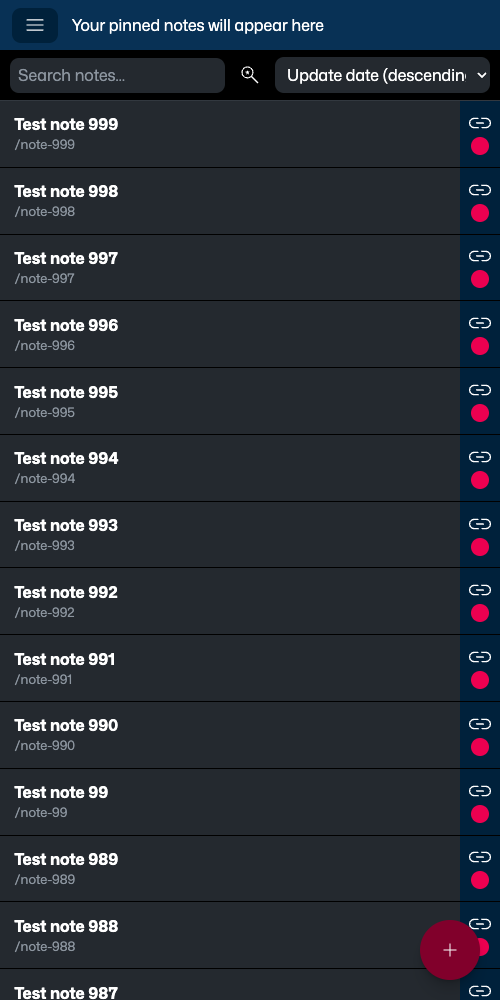 Your pinned notes will appear here
Search notes...
Update date (descendin
Test note 999
/note-999
Test note 998
/note-998
Test note 997
/note-997
Test note 996
/note-996
Test note 995
/note-995
Test note 994
/note-994
Test note 993
/note-993
Test note 992
/note-992
Test note 991
/note-991
Test note 990
/note-990
Test note 99
/note-99
Test note 989
/note-989
Test note 988
/note-988
Test note 987